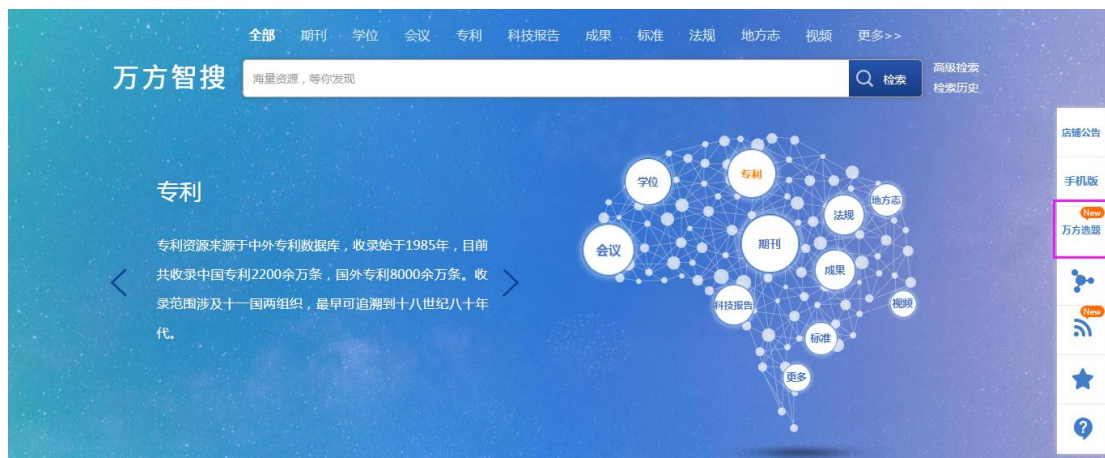 全部 期刊 学位 会议 专利 科技报告 成果 标准 法规 地方志 视频 更多>>
万方智搜 海量资源，等你发现 检索
高级检索
检索历史
专利
专利资源来源于中外专利数据库，收录始于1985年，目前
共收录中国专利2200余万条，国外专利8000余万条。收
录范围涉及十一国两组织，最早可追溯到十八世纪八十年
代。
学位
专利
地方志
法规
会议
期刊
成果
科技报告
视频
标准
更多
店铺公告
手机版
New
万方选题
New